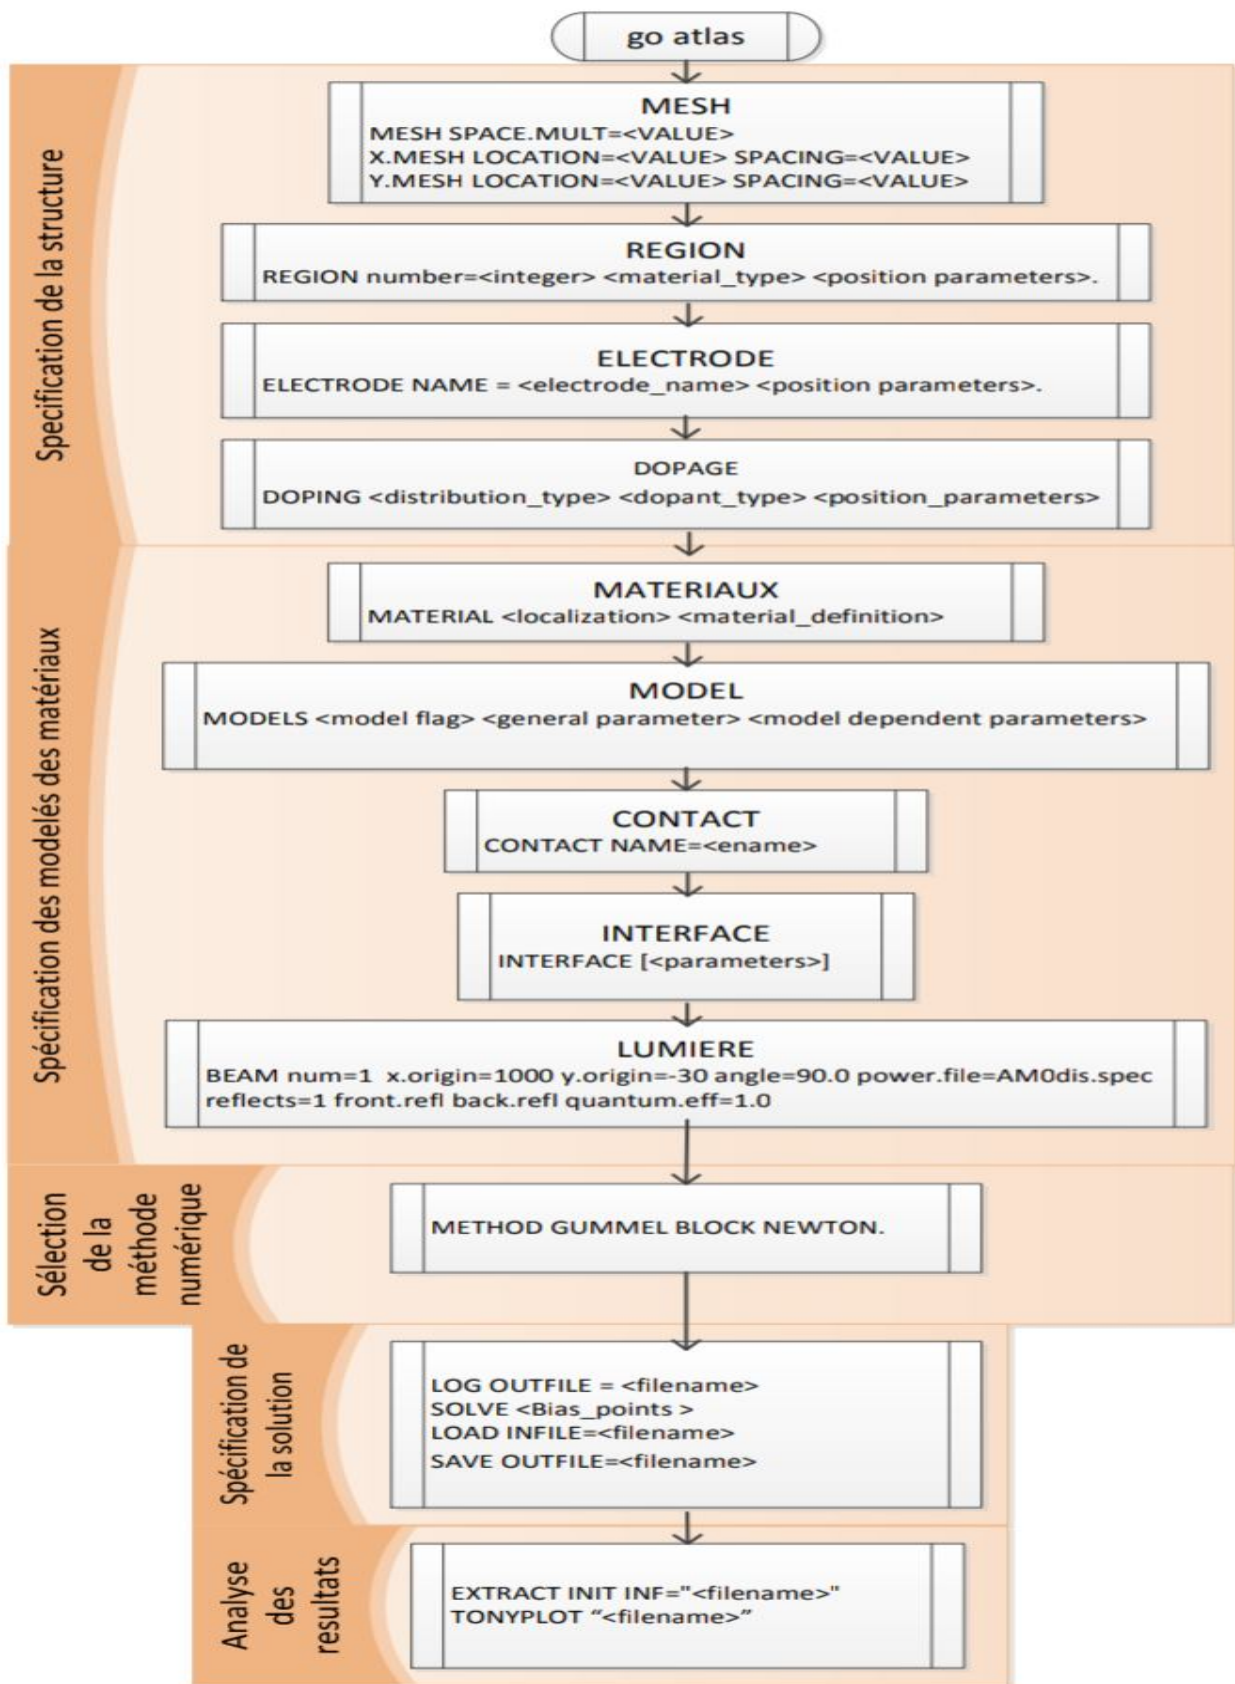 go atlas
Specification de la structure
MESH
MESH SPACE.MULT=<VALUE>
X.MESH LOCATION=<VALUE> SPACING=<VALUE>
Y.MESH LOCATION=<VALUE> SPACING=<VALUE>
REGION
REGION number=<integer> <material_type> <position parameters>.
ELECTRODE
ELECTRODE NAME = <electrode_name> <position parameters>.
DOPAGE
DOPING <distribution_type> <dopant_type> <position_parameters>
Spécification des modelés des matériaux
MATERIAUX
MATERIAL <localization> <material_definition>
MODEL
MODELS <model flag> <general parameter> <model dependent parameters>
CONTACT
CONTACT NAME=<ename>
INTERFACE
INTERFACE [<parameters>]
LUMIERE
BEAM num=1 x.origin=1000 y.origin=-30 angle=90.0 power.file=AM0dis.spec
reflects=1 front.refl back.refl quantum.eff=1.0
Sélection
de la
méthode
numérique
METHOD GUMMEL BLOCK NEWTON.
Spécification de
la solution
LOG OUTFILE = <filename>
SOLVE <Bias_points >
LOAD INFILE=<filename>
SAVE OUTFILE=<filename>
Analyse
des
resultats
EXTRACT INIT INF="<filename>"
TONYPLOT “<filename>”